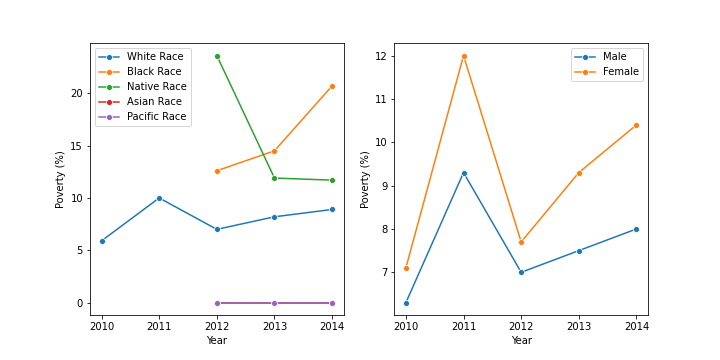 White Race
Black Race
Native Race
Asian Race
Pacific Race
Poverty (%)
20
15
10
5
0
2010 2011 2012 2013 2014
Year
Male
Female
Poverty (%)
12
11
10
9
8
7
2010 2011 2012 2013 2014
Year